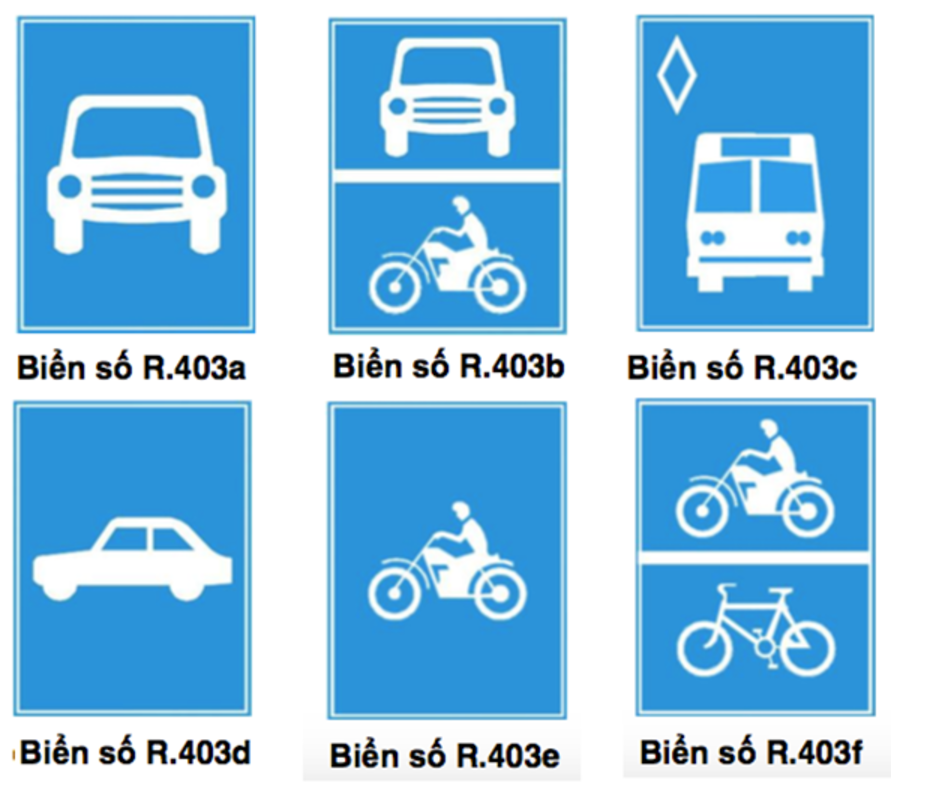 Biển số R.403a
Biển số R.403b
Biển số R.403c
Biển số R.403d
Biển số R.403e
Biển số R.403f